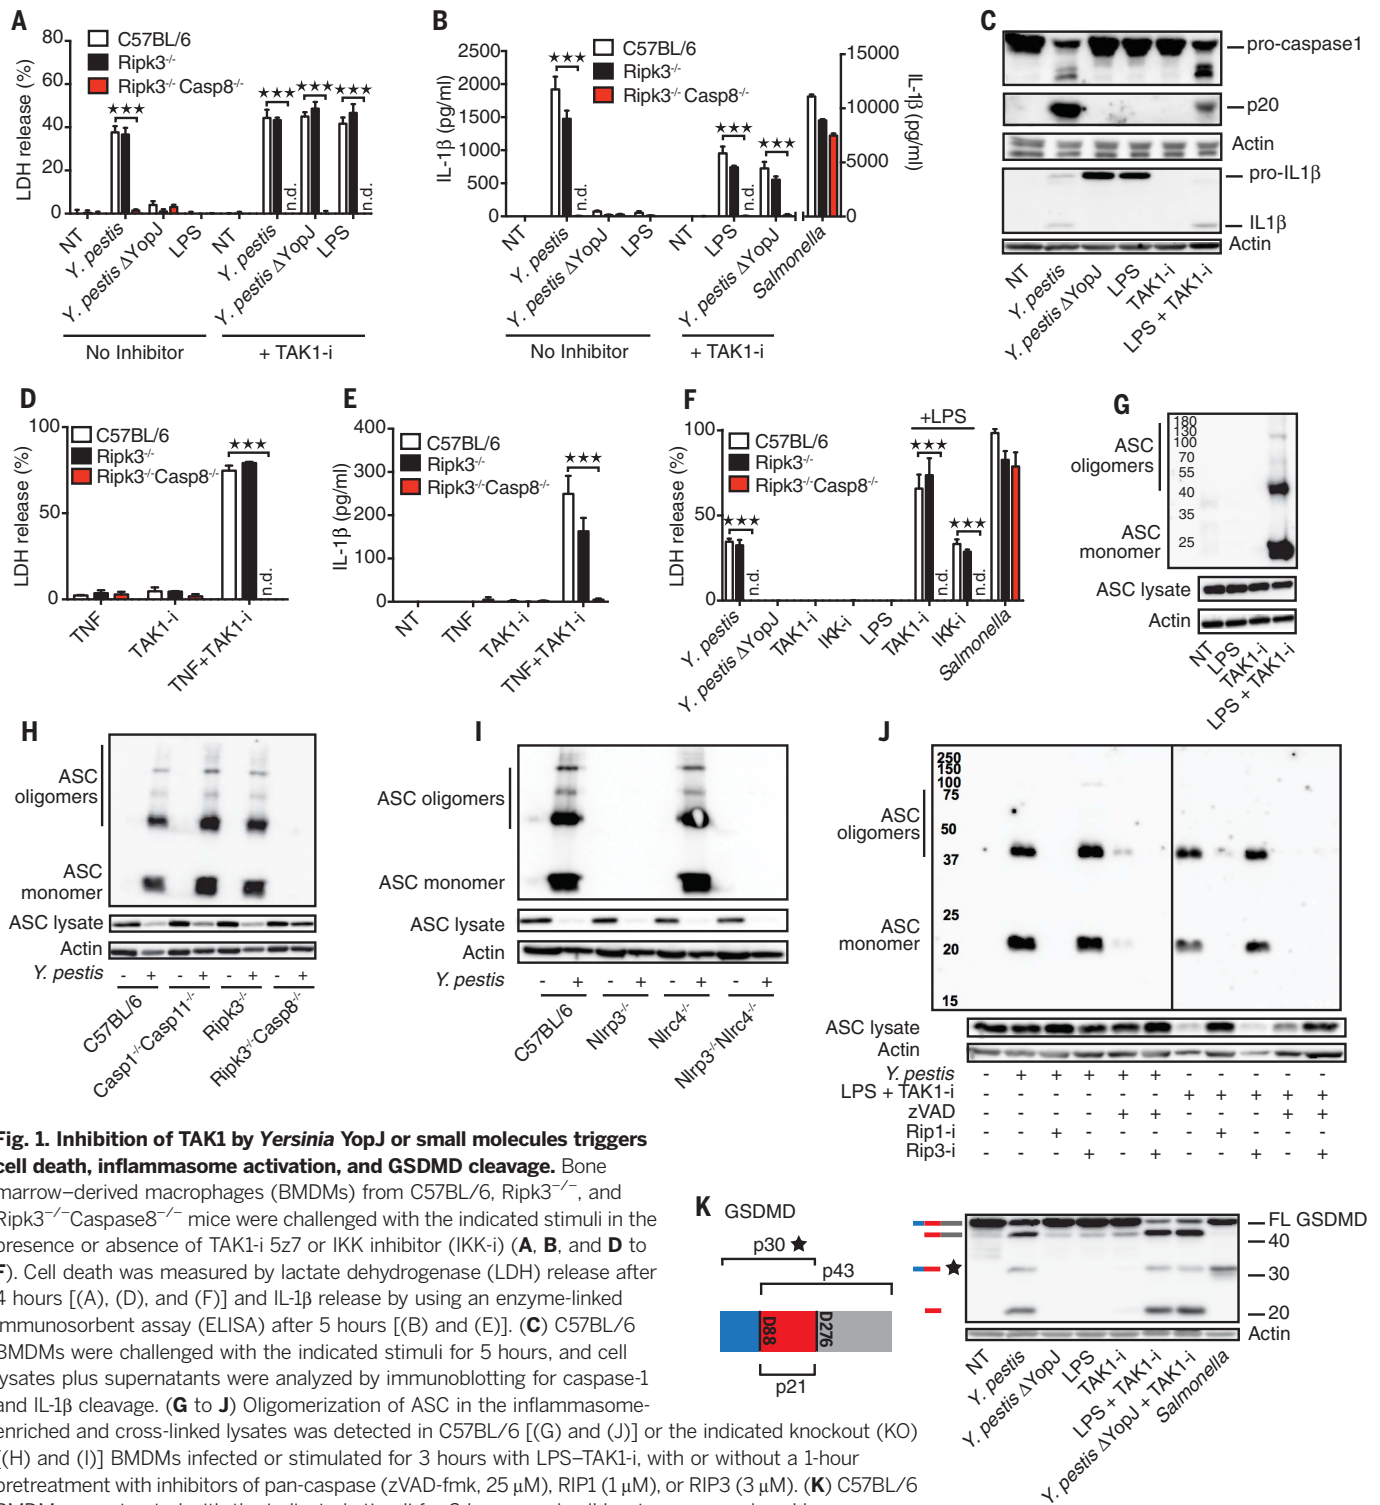 A
LDH release (%)
80
60
40
20
0
C57BL/6
Ripk3-/-
Ripk3-/- Casp8-/-
★★★
★★★ ★★★ ★★★
n.d.
n.d.
NT
Y. pestis
Y. pestis ΔYopJ
LPS
NT
Y. pestis
Y. pestis ΔYopJ
LPS
No Inhibitor
+ TAK1-i
B
IL-1β (pg/ml)
2500
2000
1500
1000
500
0
C57BL/6
Ripk3-/-
Ripk3-/- Casp8-/-
★★★
★★★
★★★
n.d.
n.d.
15000
10000
5000
0
IL-1β (pg/ml)
NT
Y. pestis
Y. pestis ΔYopJ
LPS
NT
LPS
Y. pestis ΔYopJ
Salmonella
No Inhibitor
+ TAK1-i
C
pro-caspase1
p20
Actin
pro-IL1β
IL1β
Actin
NT
Y. pestis
Y. pestis ΔYopJ
LPS
TAK1-i
LPS + TAK1-i
D
LDH release (%)
100
50
0
C57BL/6
Ripk3-/-
Ripk3-/-Casp8-/-
★★★
n.d.
TNF
TAK1-i
TNF+TAK1-i
E
IL-1β (pg/ml)
400
300
200
100
0
C57BL/6
Ripk3-/-
Ripk3-/-Casp8-/-
★★★
n.d.
NT
TNF
TAK1-i
TNF+TAK1-i
F
LDH release (%)
100
50
0
C57BL/6
Ripk3-/-
Ripk3-/-Casp8-/-
+LPS
★★★
★★★
★★★
n.d.
n.d.
n.d.
Y. pestis
Y. pestis ΔYopJ
TAK1-i
IKK-i
LPS
TAK1-i
IKK-i
Salmonella
G
ASC oligomers
ASC monomer
180
130
100
70
55
40
35
25
ASC lysate
Actin
NT
LPS
TAK1-i
LPS + TAK1-i
H
ASC oligomers
ASC monomer
ASC lysate
Actin
Y. pestis - + - + - + - +
C57BL/6
Casp1-/-Casp11-/-
Ripk3-/-
Ripk3-/-Casp8-/-
I
ASC oligomers
ASC monomer
ASC lysate
Actin
Y. pestis - + - + - + - +
C57BL/6
Nlrp3-/-
Nlrc4-/-
Nlrp3-/-Nlrc4-/-
J
ASC oligomers
ASC monomer
250
150
100
75
50
37
25
20
15
ASC lysate
Actin
Y. pestis - + + + + + - - - - -
LPS + TAK1-i - - - - - - + + + + +
zVAD - - - - + + - - - + +
Rip1-i - - + - - - - + - - -
Rip3-i - - - + - + - - + - +
Fig. 1. Inhibition of TAK1 by Yersinia YopJ or small molecules triggers
cell death, inflammasome activation, and GSDMD cleavage. Bone
marrow–derived macrophages (BMDMs) from C57BL/6, Ripk3−/−, and
Ripk3−/−Caspase8−/− mice were challenged with the indicated stimuli in the
presence or absence of TAK1-i 5z7 or IKK inhibitor (IKK-i) (A, B, and D to
F). Cell death was measured by lactate dehydrogenase (LDH) release after
4 hours [(A), (D), and (F)] and IL-1β release by using an enzyme-linked
immunosorbent assay (ELISA) after 5 hours [(B) and (E)]. (C) C57BL/6
BMDMs were challenged with the indicated stimuli for 5 hours, and cell
lysates plus supernatants were analyzed by immunoblotting for caspase-1
and IL-1β cleavage. (G to J) Oligomerization of ASC in the inflammasome-
enriched and cross-linked lysates was detected in C57BL/6 [(G) and (J)] or the indicated knockout (KO)
[(H) and (I)] BMDMs infected or stimulated for 3 hours with LPS–TAK1-i, with or without a 1-hour
pretreatment with inhibitors of pan-caspase (zVAD-fmk, 25 μM), RIP1 (1 μM), or RIP3 (3 μM). (K) C57BL/6
K
GSDMD
p30 ★
p43
D88
D276
p21
★
FL GSDMD
40
30
20
Actin
NT
Y. pestis
Y. pestis ΔYopJ
LPS
TAK1-i
LPS + TAK1-i
Y. pestis ΔYopJ + TAK1-i
Salmonella